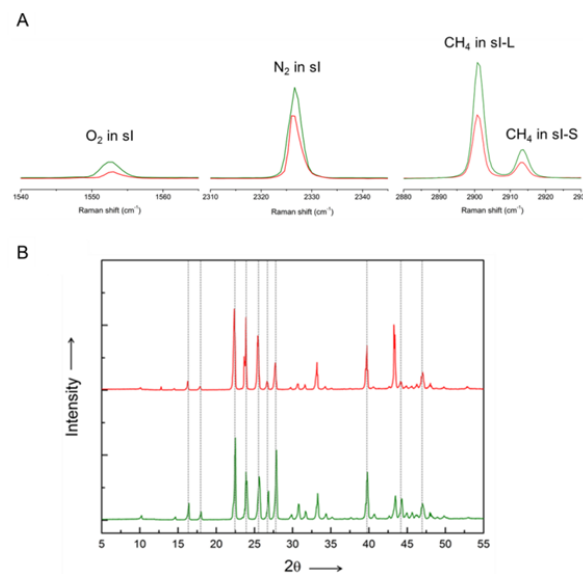 A
O₂ in sI
N₂ in sI
CH₄ in sI-L
CH₄ in sI-S
1540 1550 1560
2310 2320 2330 2340
2880 2890 2900 2910 2920 293
Raman shift (cm⁻¹)
Raman shift (cm⁻¹)
Raman shift (cm⁻¹)
B
Intensity
5 10 15 20 25 30 35 40 45 50 55
2θ